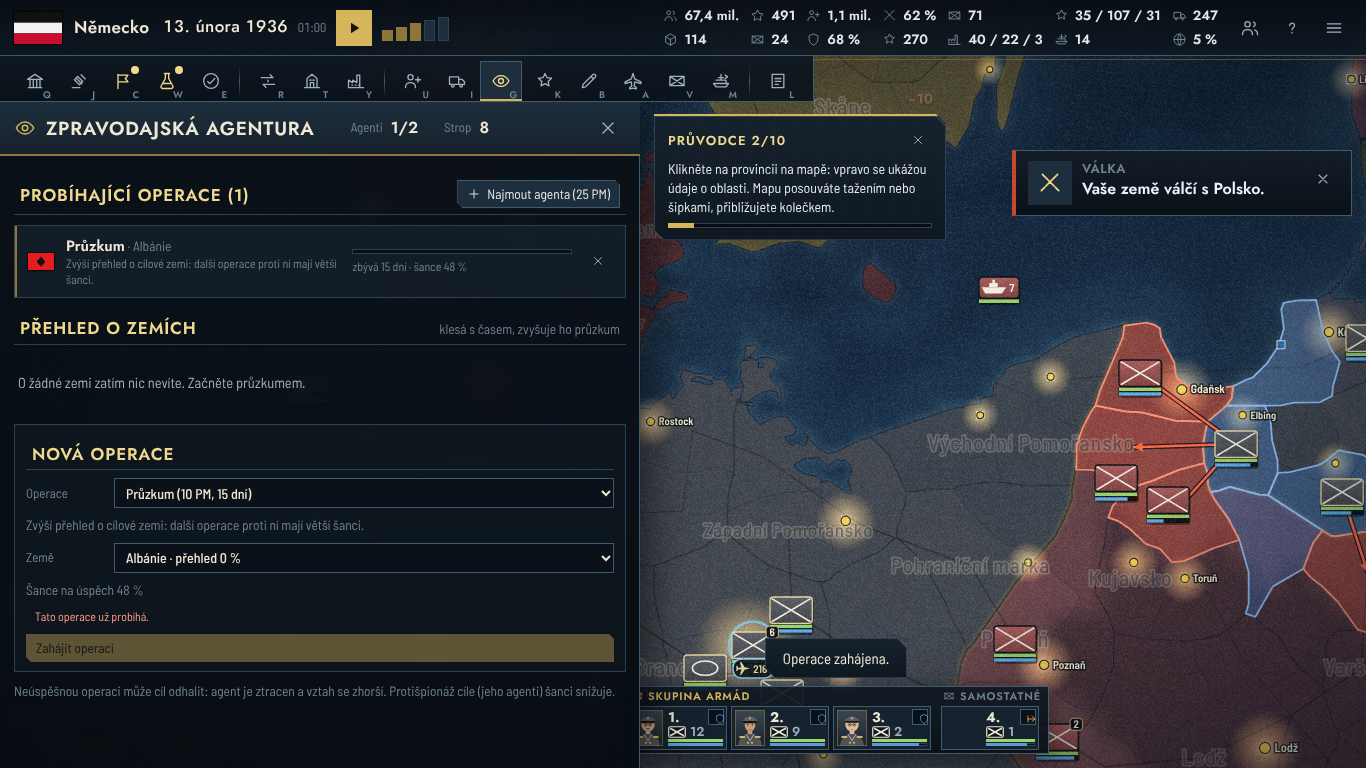 Německo 13. února 1936 01:00
67,4 mil. 491 1,1 mil. 62 % 71 35 / 107 / 31 247
114 24 68 % 270 40 / 22 / 3 14 5 %
?
Q J C W E R T Y U I G K B A V M L
ZPRAVODAJSKÁ AGENTURA Agenti 1/2 Strop 8
PROBÍHAJÍCÍ OPERACE (1)
+ Najmout agenta (25 PM)
Průzkum · Albánie
Zvýší přehled o cílové zemi: další operace proti ní mají větší
šanci.
zbývá 15 dní · šance 48 %
PŘEHLED O ZEMÍCH
klesá s časem, zvyšuje ho průzkum
O žádné zemi zatím nic nevíte. Začněte průzkumem.
NOVÁ OPERACE
Operace Průzkum (10 PM, 15 dní)
Zvýší přehled o cílové zemi: další operace proti ní mají větší šanci.
Země Albánie · přehled 0 %
Šance na úspěch 48 %
Tato operace už probíhá.
Zahájit operaci
Neúspěšnou operaci může cíl odhalit: agent je ztracen a vztah se zhorší. Protišpionáž cíle (jeho agenti) šanci snižuje.
PRŮVODCE 2/10
Klikněte na provincii na mapě: vpravo se ukážou
údaje o oblasti. Mapu posouváte tažením nebo
šipkami, přibližujete kolečkem.
VÁLKA
Vaše země válčí s Polsko.
Skåne
-10
7
Gdaňsk
Elbing
Rostock
Východní Pomořansko
Západní Pomořansko
Pohraniční marka
Kujavsko
Toruň
Poznaň
6
216
Operace zahájena.
SKUPINA ARMÁD
SAMOSTATNÉ
1. 12
2. 9
3. 2
4. 1
2
Lodž
Lodž